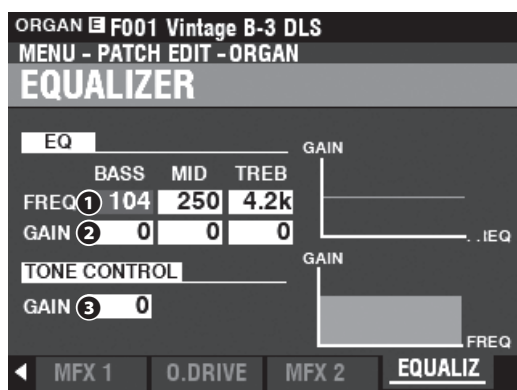 ORGAN E F001 Vintage B-3 DLS
MENU - PATCH EDIT - ORGAN
EQUALIZER
EQ
GAIN
BASS MID TREB
FREQ 1 104 250 4.2k
GAIN 2 0 0 0
. . IEQ
TONE CONTROL
GAIN
GAIN 3 0
FREQ
MFX 1 O.DRIVE MFX 2 EQUALIZ